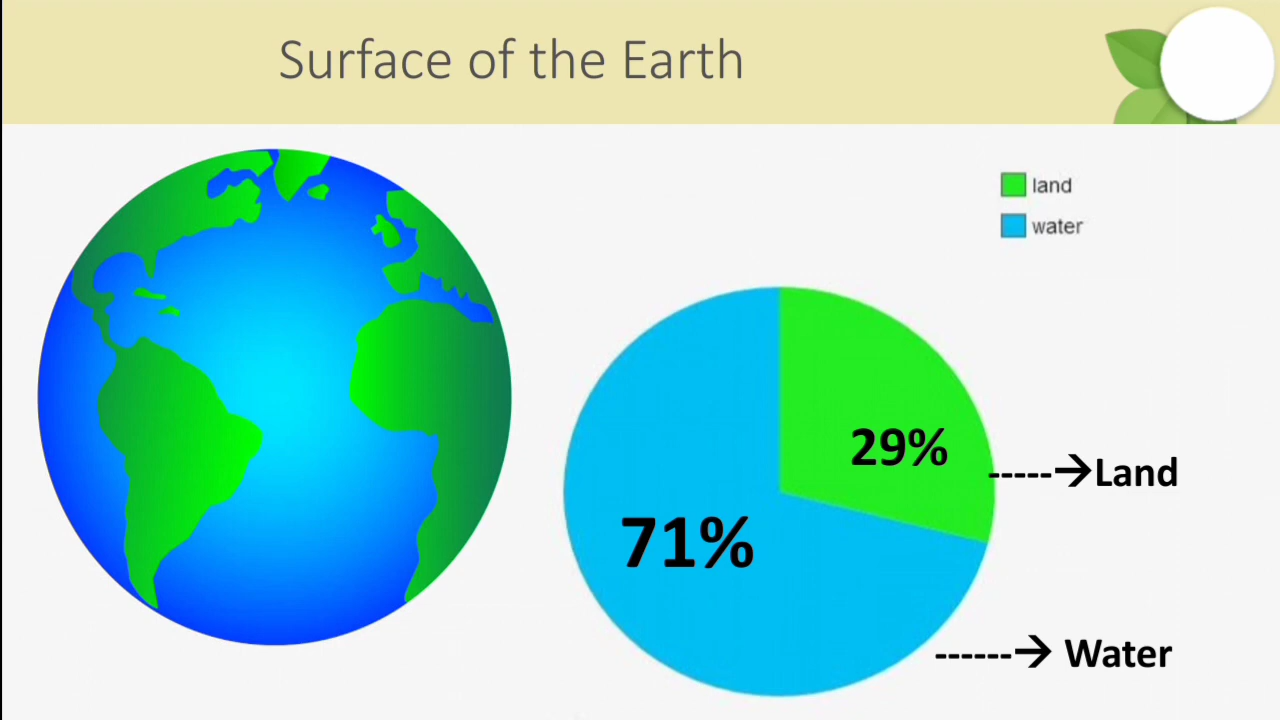 Surface of the Earth
land
water
29%
-----→Land
71%
------→ Water